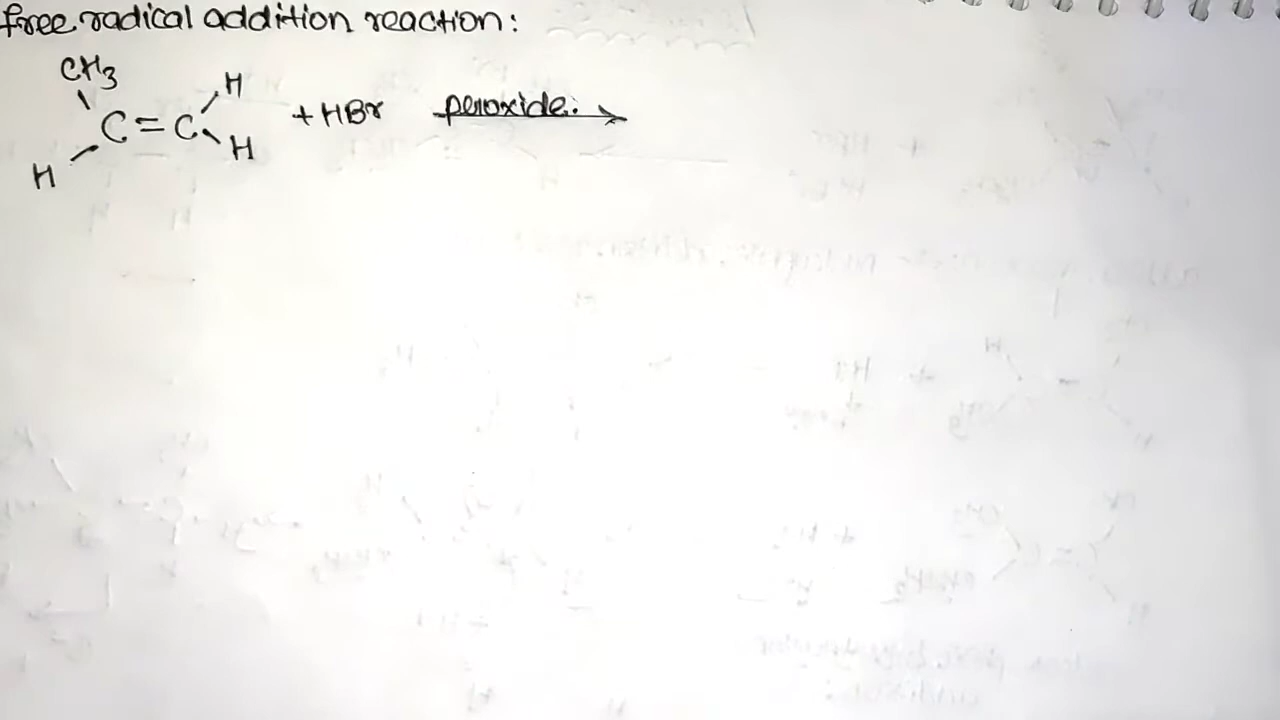 free radical addition reaction:
CH3 H
C=C + HBr peroxide.
H H